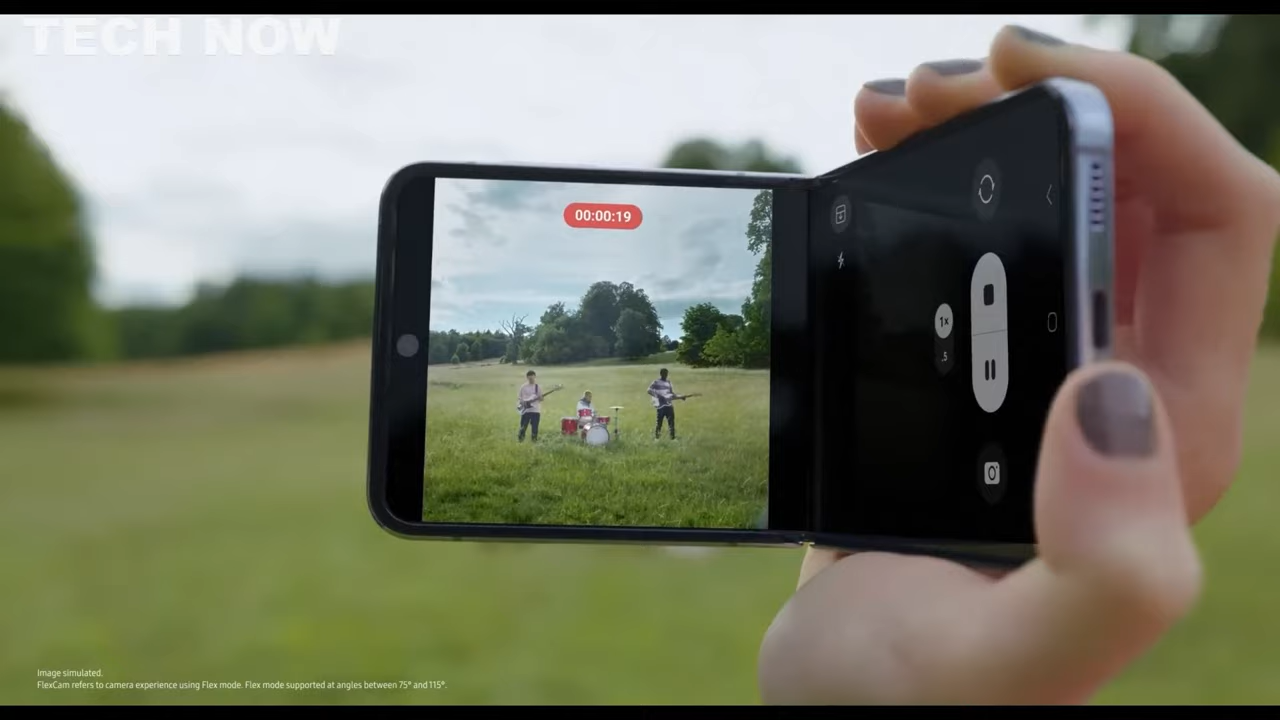 TECH NOW
00:00:19
1x
.5
Image simulated.
FlexCam refers to camera experience using Flex mode. Flex mode supported at angles between 75° and 115°.